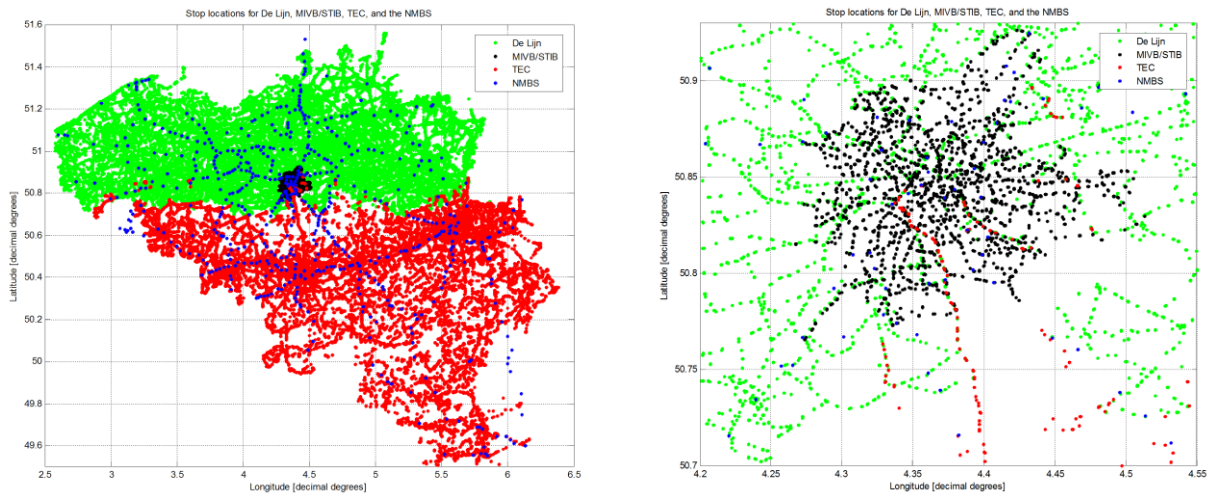 Stop locations for De Lijn, MIVB/STIB, TEC, and the NMBS
51.6
51.4
51.2
51
50.8
50.6
50.4
50.2
50
49.8
49.6
Latitude [decimal degrees]
2.5 3 3.5 4 4.5 5 5.5 6 6.5
Longitude [decimal degrees]
De Lijn
MIVB/STIB
TEC
NMBS
Stop locations for De Lijn, MIVB/STIB, TEC, and the NMBS
50.9
50.85
50.8
50.75
50.7
Latitude [decimal degrees]
4.2 4.25 4.3 4.35 4.4 4.45 4.5 4.55
Longitude [decimal degrees]
De Lijn
MIVB/STIB
TEC
NMBS